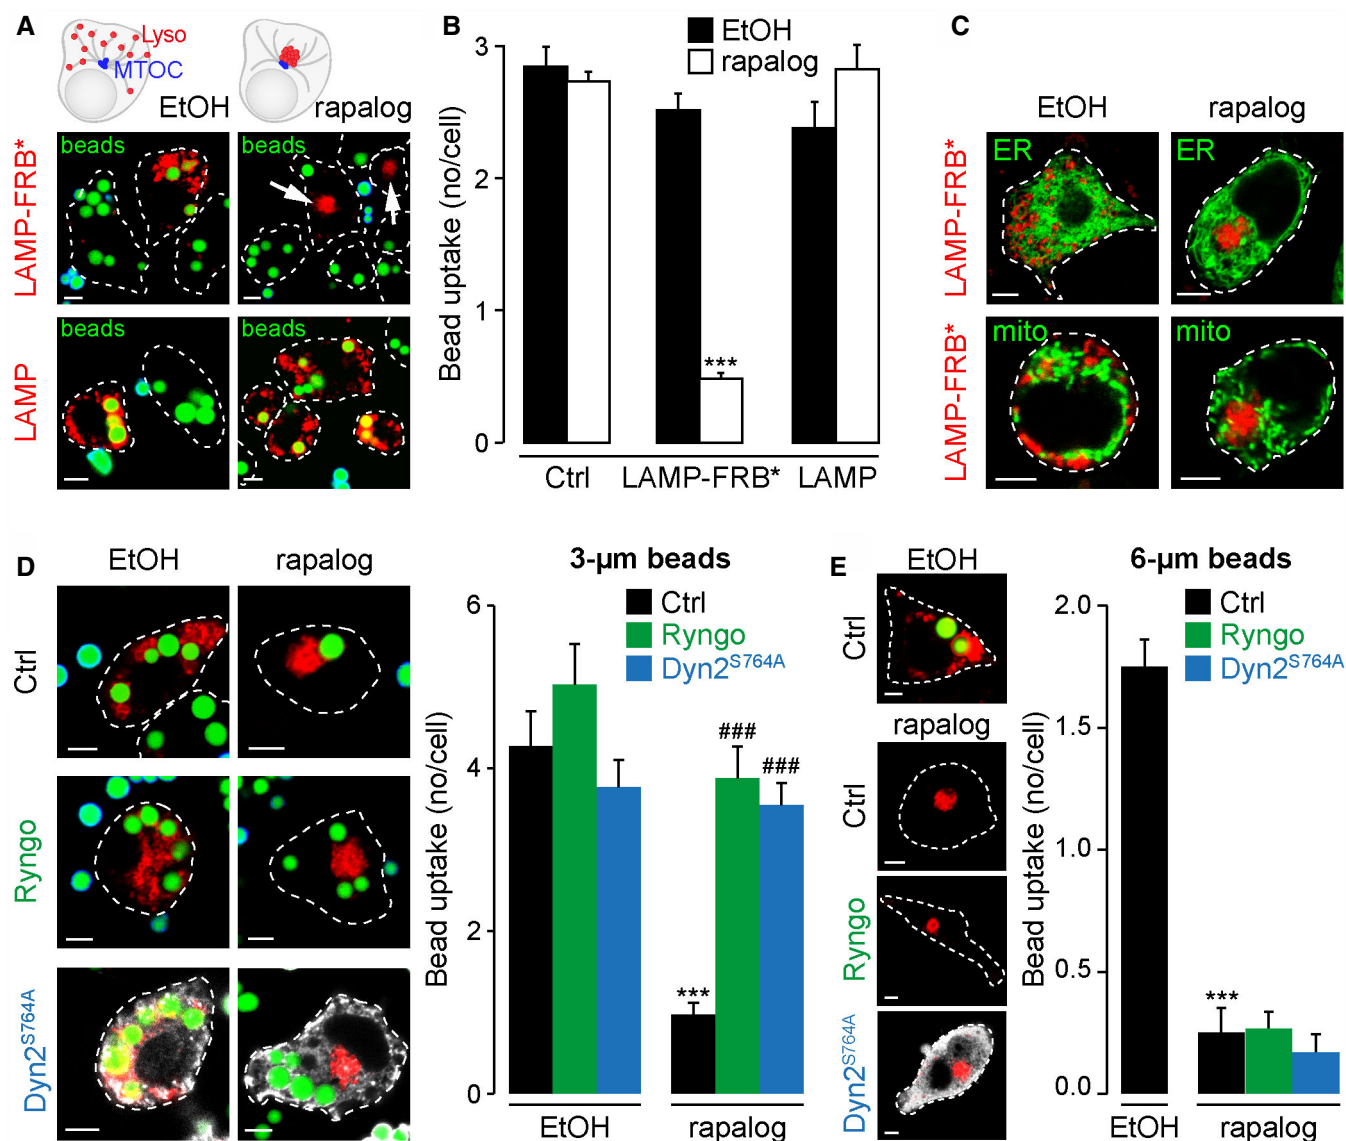 A
Lyso
MTOC
EtOH
rapalog
LAMP-FRB*
beads
beads
LAMP
beads
beads
B
EtOH
rapalog
Bead uptake (no/cell)
3
2
1
0
***
Ctrl
LAMP-FRB*
LAMP
C
EtOH
rapalog
LAMP-FRB*
ER
ER
LAMP-FRB*
mito
mito
D
EtOH
rapalog
Ctrl
Ryngo
Dyn2S764A
3-µm beads
Ctrl
Ryngo
Dyn2S764A
Bead uptake (no/cell)
6
4
2
0
***
###
###
EtOH
rapalog
E
EtOH
Ctrl
rapalog
Ctrl
Ryngo
Dyn2S764A
6-µm beads
Ctrl
Ryngo
Dyn2S764A
Bead uptake (no/cell)
2.0
1.5
1.0
0.5
0.0
***
EtOH
rapalog